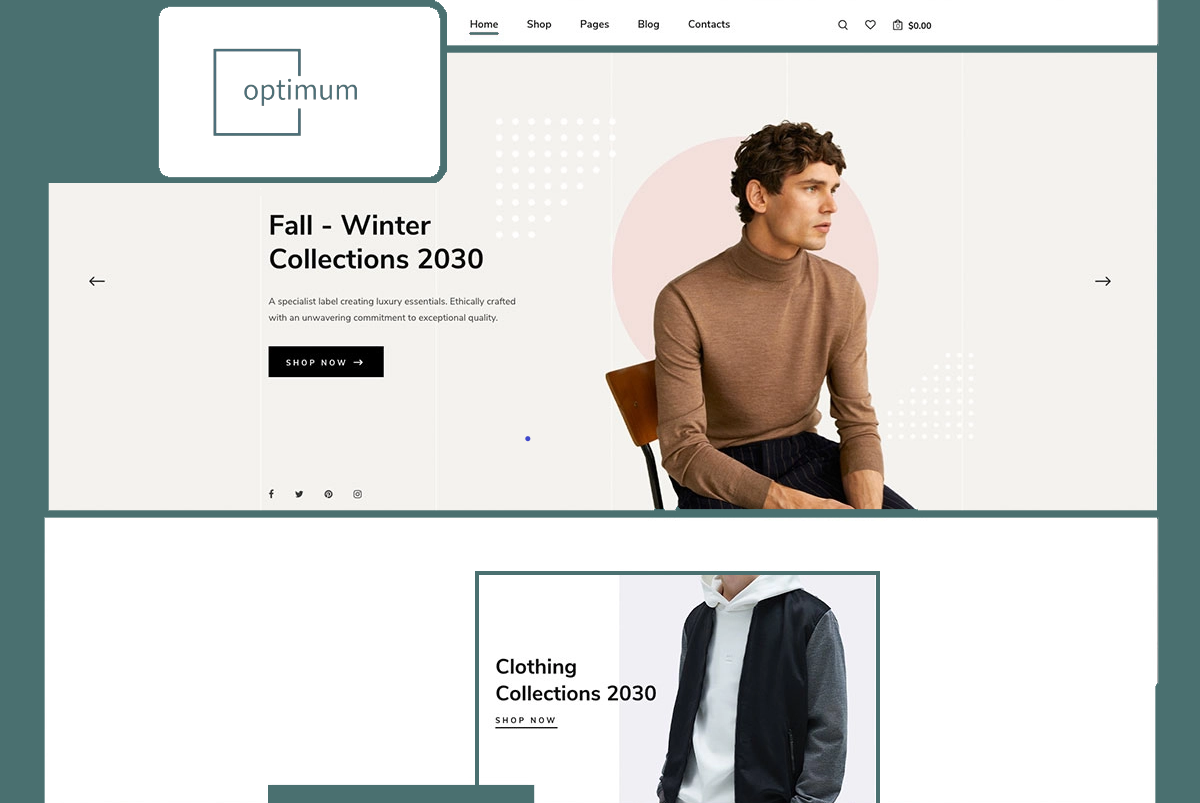 optimum
Home Shop Pages Blog Contacts
0 $0.00
Fall - Winter
Collections 2030
A specialist label creating luxury essentials. Ethically crafted
with an unwavering commitment to exceptional quality.
SHOP NOW
Clothing
Collections 2030
SHOP NOW